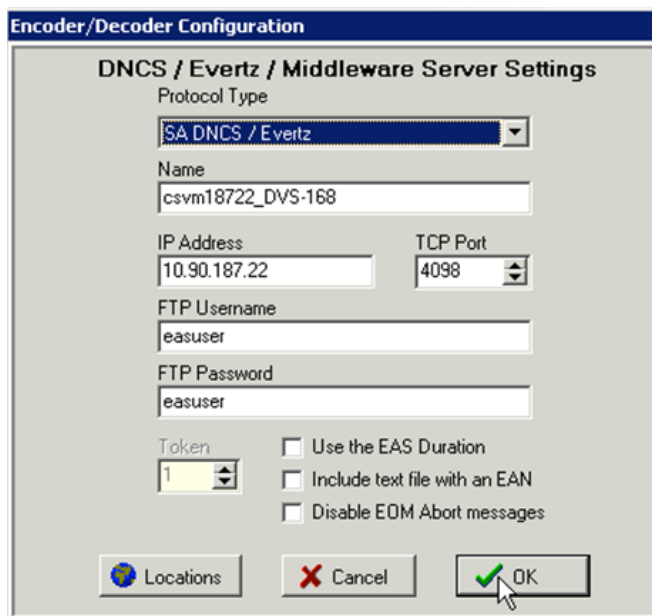 Encoder/Decoder Configuration
DNCS / Evertz / Middleware Server Settings
Protocol Type
SA DNCS / Evertz
Name
csvm18722_DVS-168
IP Address TCP Port
10.90.187.22 4098
FTP Username
easuser
FTP Password
easuser
Token Use the EAS Duration
1 Include text file with an EAN
Disable EOM Abort messages
Locations Cancel OK